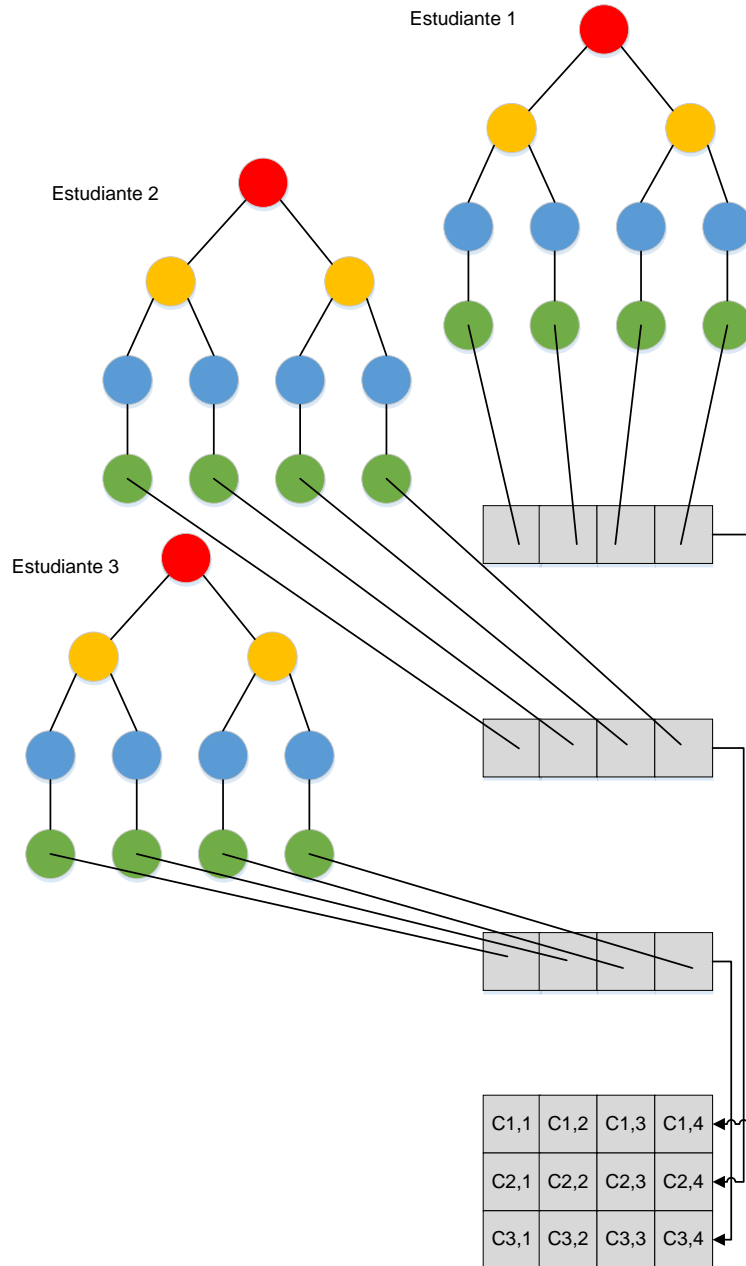 Estudiante 1
Estudiante 2
Estudiante 3
C1,1 C1,2 C1,3 C1,4
C2,1 C2,2 C2,3 C2,4
C3,1 C3,2 C3,3 C3,4